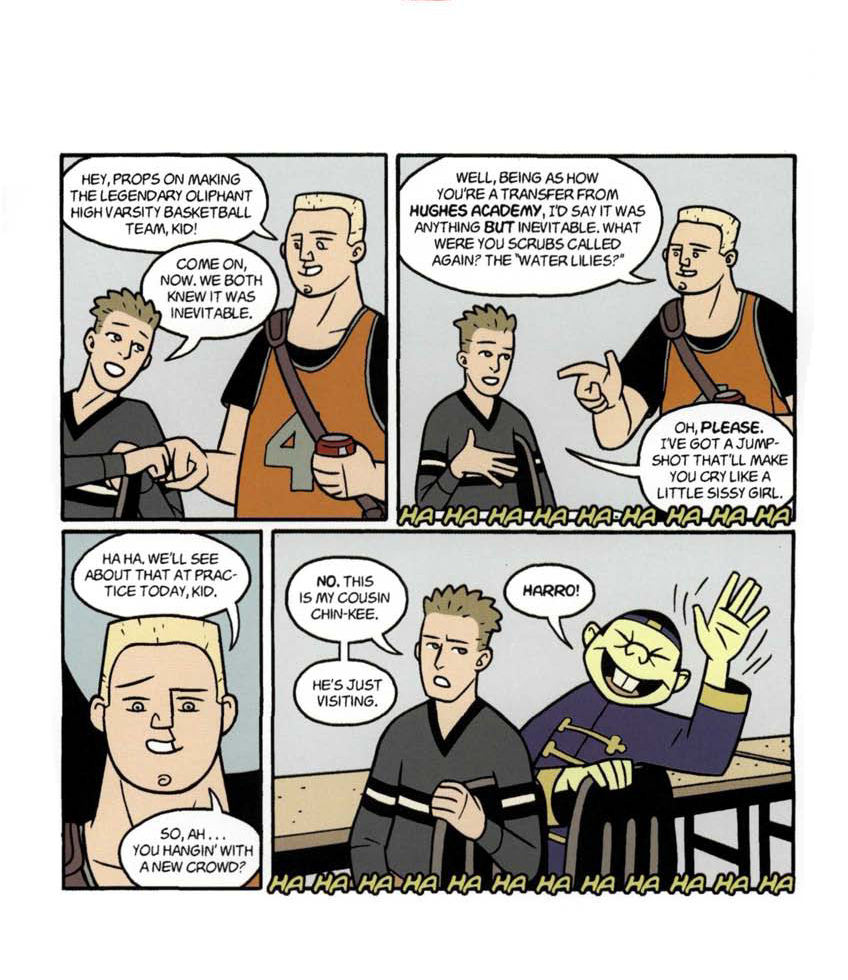 HEY, PROPS ON MAKING
THE LEGENDARY OLIPHANT
HIGH VARSITY BASKETBALL
TEAM, KID!
COME ON,
NOW. WE BOTH
KNEW IT WAS
INEVITABLE.
4
WELL, BEING AS HOW
YOU'RE A TRANSFER FROM
HUGHES ACADEMY, I'D SAY IT WAS
ANYTHING BUT INEVITABLE. WHAT
WERE YOU SCRUBS CALLED
AGAIN? THE "WATER LILIES?"
OH, PLEASE.
I'VE GOT A JUMP-
SHOT THAT'LL MAKE
YOU CRY LIKE A
LITTLE SISSY GIRL.
HA HA HA HA HA HA HA HA HA
HA HA. WE'LL SEE
ABOUT THAT AT PRAC-
TICE TODAY, KID.
SO, AH . . .
YOU HANGIN' WITH
A NEW CROWD?
NO. THIS
IS MY COUSIN
CHIN-KEE.
HE'S JUST
VISITING.
HARRO!
HA HA HA HA HA HA HA HA HA HA HA HA